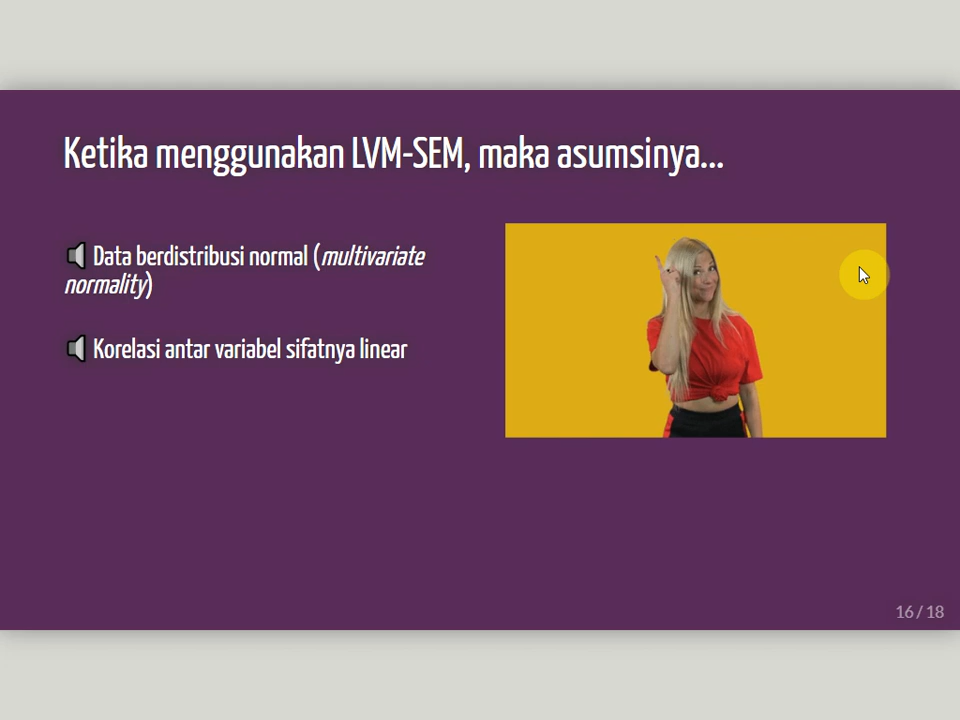 Ketika menggunakan LVM-SEM, maka asumsinya...
Data berdistribusi normal (multivariate
normality)
Korelasi antar variabel sifatnya linear
16 / 18